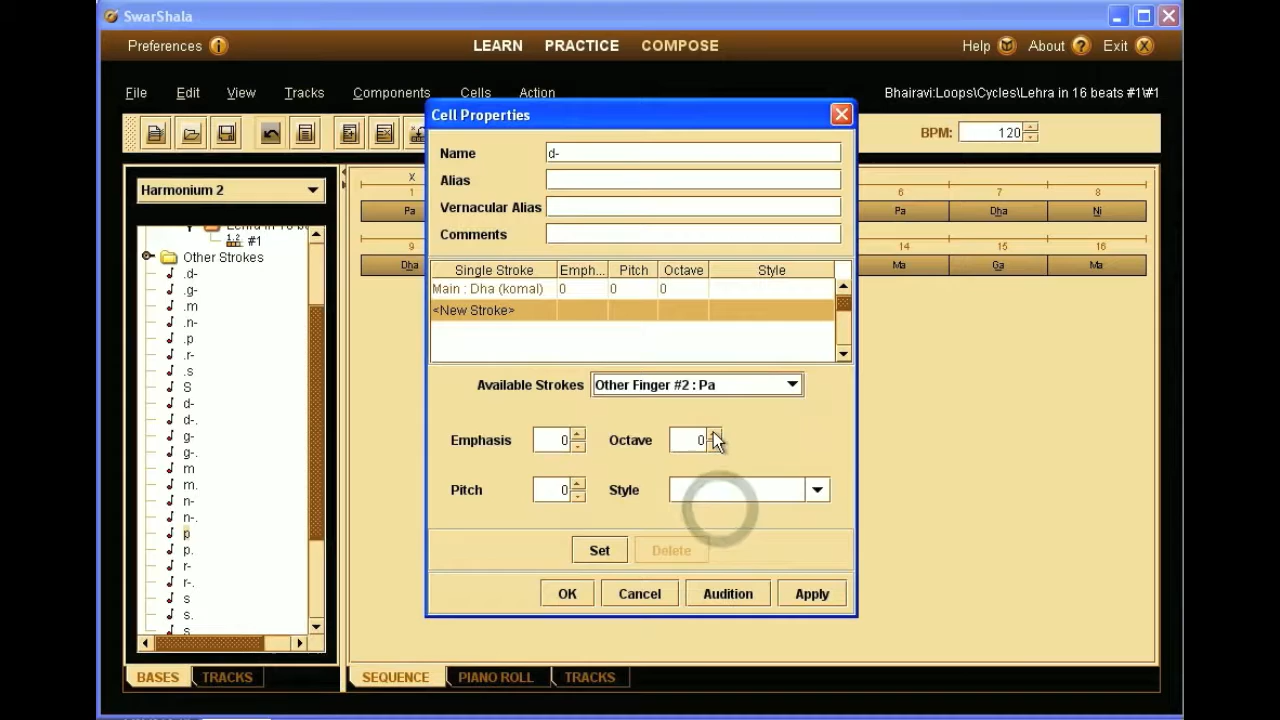 SwarShala
Preferences
LEARN PRACTICE COMPOSE
Help About Exit
File Edit View Tracks Components Cells Action
Bhairavi:Loops\Cycles\Lehra in 16 beats #1\#1
BPM: 120
Harmonium 2
#1
Other Strokes
.d-
.g-
.m
.n-
.p
.r-
.s
S
d-
d-.
g-
g-.
m
m.
n-
n-.
p
p.
r-
r-.
s
s.
BASES TRACKS
X
1 6 7 8
Pa Pa Dha Ni
9 14 15 16
Dha Ma Ga Ma
SEQUENCE PIANO ROLL TRACKS
Cell Properties
Name d-
Alias
Vernacular Alias
Comments
Single Stroke Emph... Pitch Octave Style
Main : Dha (komal) 0 0 0
<New Stroke>
Available Strokes Other Finger #2 : Pa
Emphasis 0 Octave 0
Pitch 0 Style
Set Delete
OK Cancel Audition Apply